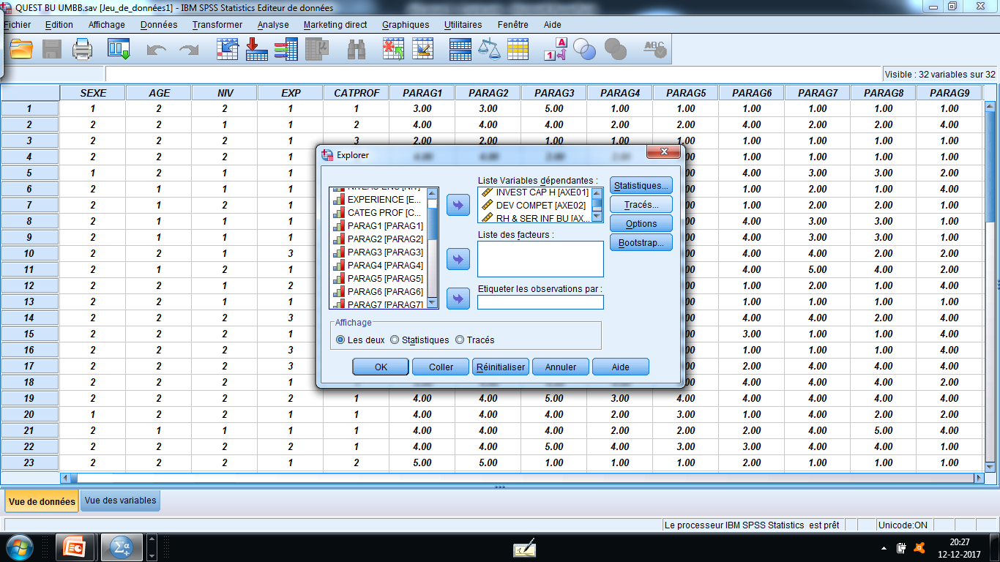 QUEST BU UMBB.sav [Jeu_de_données1] - IBM SPSS Statistics Editeur de données
Fichier Edition Affichage Données Transformer Analyse Marketing direct Graphiques Utilitaires Fenêtre Aide
Visible : 32 variables sur 32
SEXE AGE NIV EXP CATPROF PARAG1 PARAG2 PARAG3 PARAG4 PARAG5 PARAG6 PARAG7 PARAG8 PARAG9
1 1 2 2 1 1 3.00 3.00 5.00 1.00 1.00 1.00 1.00 1.00 1.00
2 2 2 1 1 2 4.00 4.00 4.00 2.00 2.00 4.00 2.00 2.00 4.00
3 2 2 2 1 3 2.00 2.00 1.00 1.00 1.00 1.00 1.00 1.00 1.00
4 2 2 2 1 1.00 1.00 1.00 1.00
5 1 2 1 1 4.00 3.00 3.00 2.00
6 2 2 1 1 1.00 2.00 1.00 4.00
7 2 1 2 1 4.00 2.00 2.00 4.00
8 2 1 1 1 4.00 3.00 3.00 2.00
9 2 1 1 1 4.00 3.00 3.00 4.00
10 2 2 1 3 4.00 4.00 2.00 4.00
11 2 1 2 1 4.00 5.00 4.00 2.00
12 2 2 1 2 1.00 2.00 1.00 4.00
13 2 2 1 1 1.00 1.00 1.00 1.00
14 2 2 2 3 4.00 4.00 2.00 4.00
15 2 2 2 1 3.00 1.00 1.00 4.00
16 2 2 2 3 4.00 4.00 4.00 4.00
17 2 2 2 3 2.00 4.00 4.00 4.00
18 2 2 2 1 4.00 4.00 4.00 2.00
19 2 2 2 2 1 4.00 4.00 5.00 3.00 4.00 4.00 4.00 4.00 4.00
20 1 2 2 1 1 4.00 4.00 4.00 2.00 3.00 1.00 4.00 2.00 2.00
21 2 1 1 1 1 4.00 4.00 4.00 2.00 2.00 2.00 4.00 5.00 4.00
22 2 2 2 2 1 4.00 4.00 5.00 4.00 3.00 3.00 4.00 4.00 1.00
23 2 2 2 1 2 5.00 5.00 1.00 1.00 1.00 2.00 1.00 1.00 1.00
Explorer
EXPERIENCE [E...
CATEG PROF [C...
PARAG1 [PARAG1]
PARAG2 [PARAG2]
PARAG3 [PARAG3]
PARAG4 [PARAG4]
PARAG5 [PARAG5]
PARAG6 [PARAG6]
PARAG7 [PARAG7]
Liste Variables dépendantes :
INVEST CAP H [AXE01]
DEV COMPET [AXE02]
RH & SER INF BU [AX...
Liste des facteurs :
Etiqueter les observations par :
Statistiques...
Tracés...
Options
Bootstrap...
Affichage
Les deux Statistiques Tracés
OK Coller Réinitialiser Annuler Aide
Vue de données Vue des variables
Le processeur IBM SPSS Statistics est prêt Unicode:ON
20:27
12-12-2017